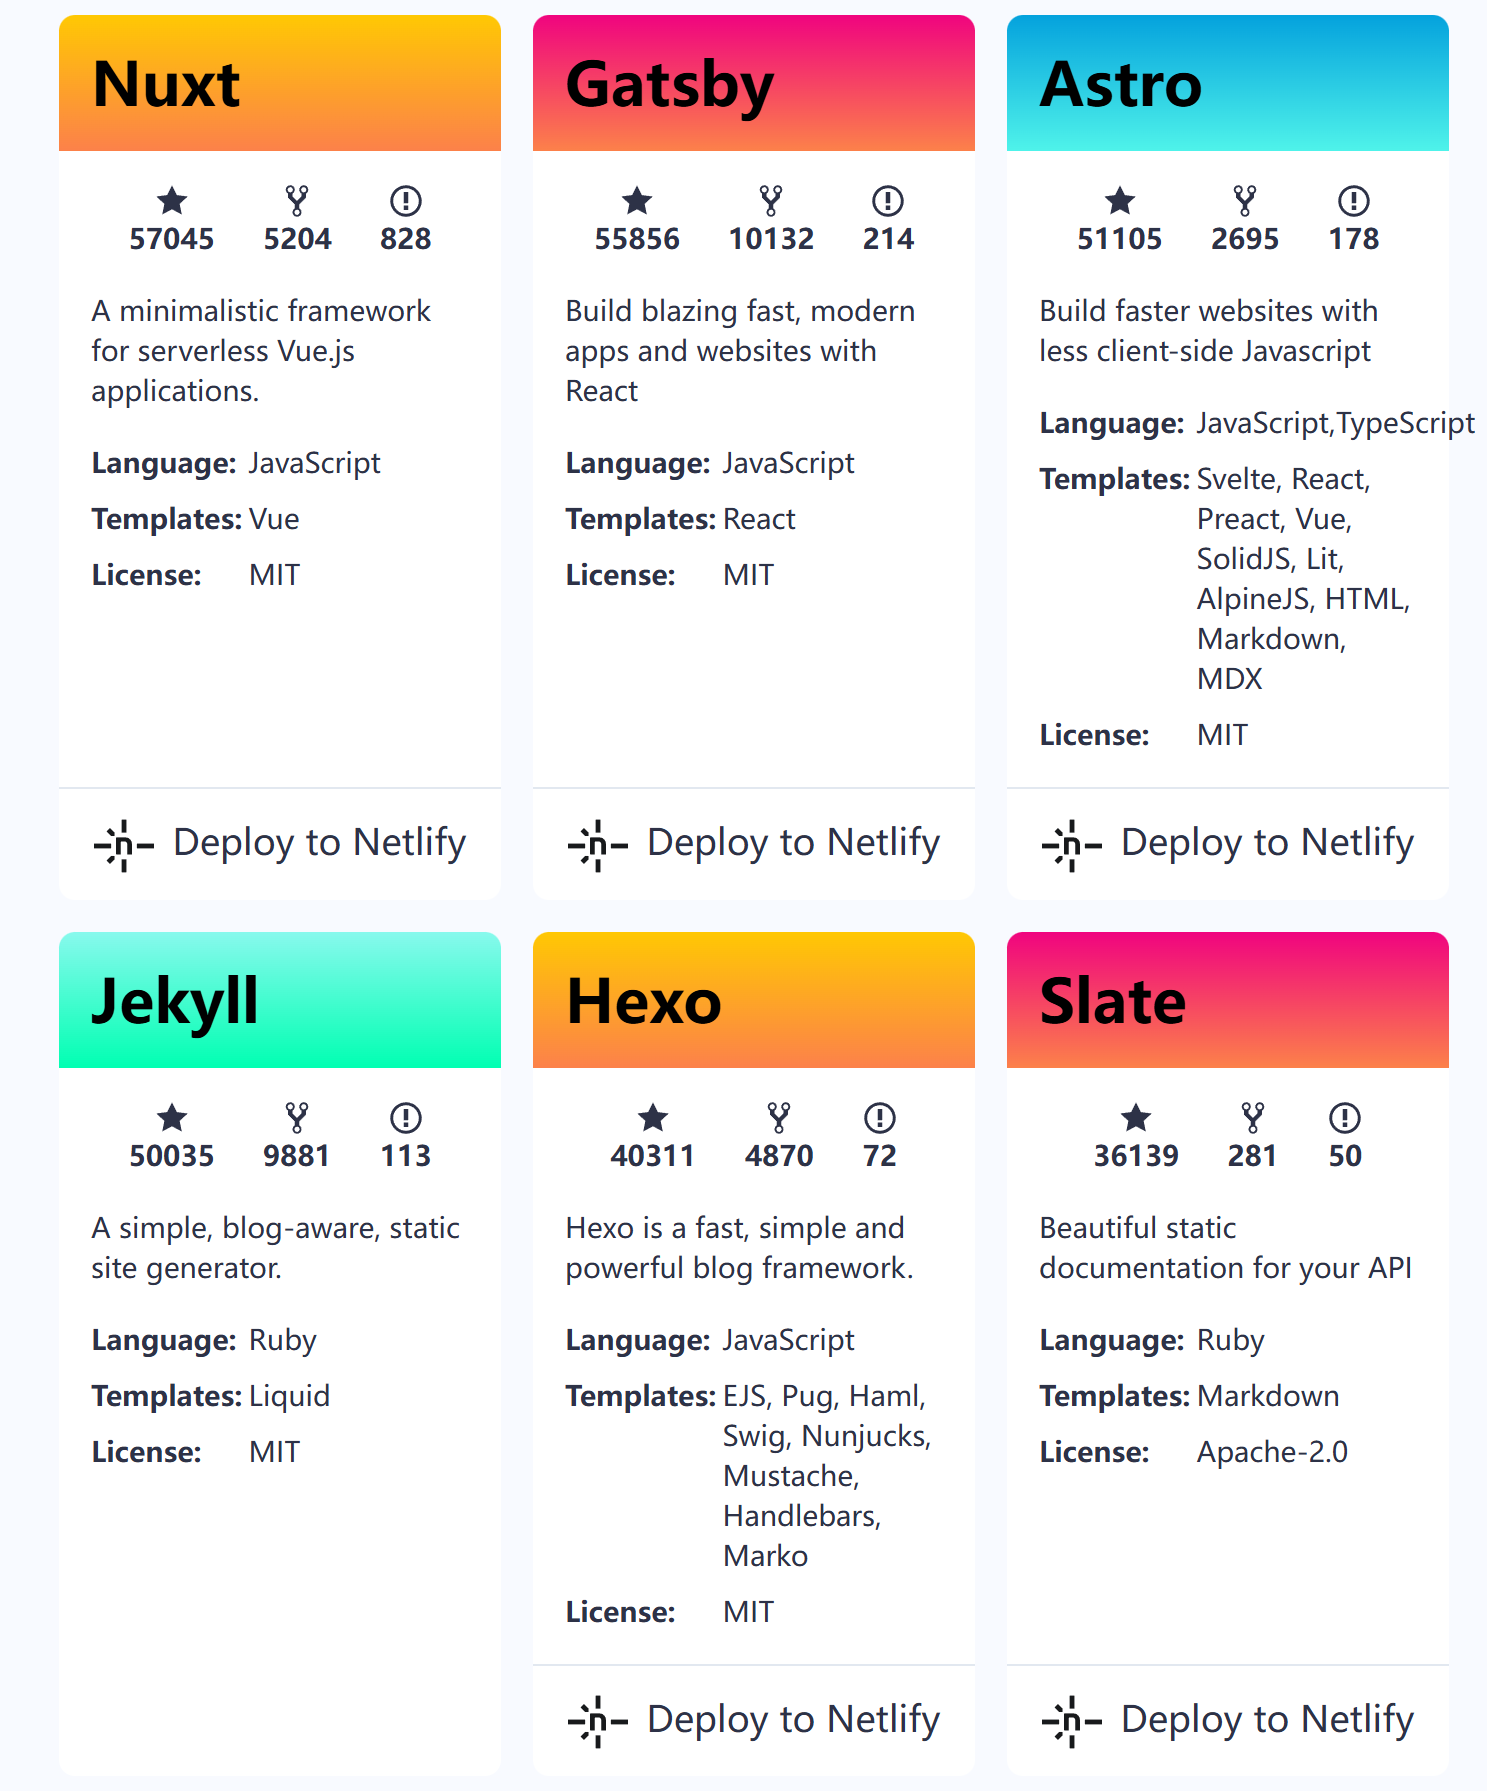 Nuxt
57045 5204 828
A minimalistic framework
for serverless Vue.js
applications.
Language: JavaScript
Templates: Vue
License: MIT
Deploy to Netlify
Gatsby
55856 10132 214
Build blazing fast, modern
apps and websites with
React
Language: JavaScript
Templates: React
License: MIT
Deploy to Netlify
Astro
51105 2695 178
Build faster websites with
less client-side Javascript
Language: JavaScript,TypeScript
Templates: Svelte, React,
Preact, Vue,
SolidJS, Lit,
AlpineJS, HTML,
Markdown,
MDX
License: MIT
Deploy to Netlify
Jekyll
50035 9881 113
A simple, blog-aware, static
site generator.
Language: Ruby
Templates: Liquid
License: MIT
Hexo
40311 4870 72
Hexo is a fast, simple and
powerful blog framework.
Language: JavaScript
Templates: EJS, Pug, Haml,
Swig, Nunjucks,
Mustache,
Handlebars,
Marko
License: MIT
Deploy to Netlify
Slate
36139 281 50
Beautiful static
documentation for your API
Language: Ruby
Templates: Markdown
License: Apache-2.0
Deploy to Netlify